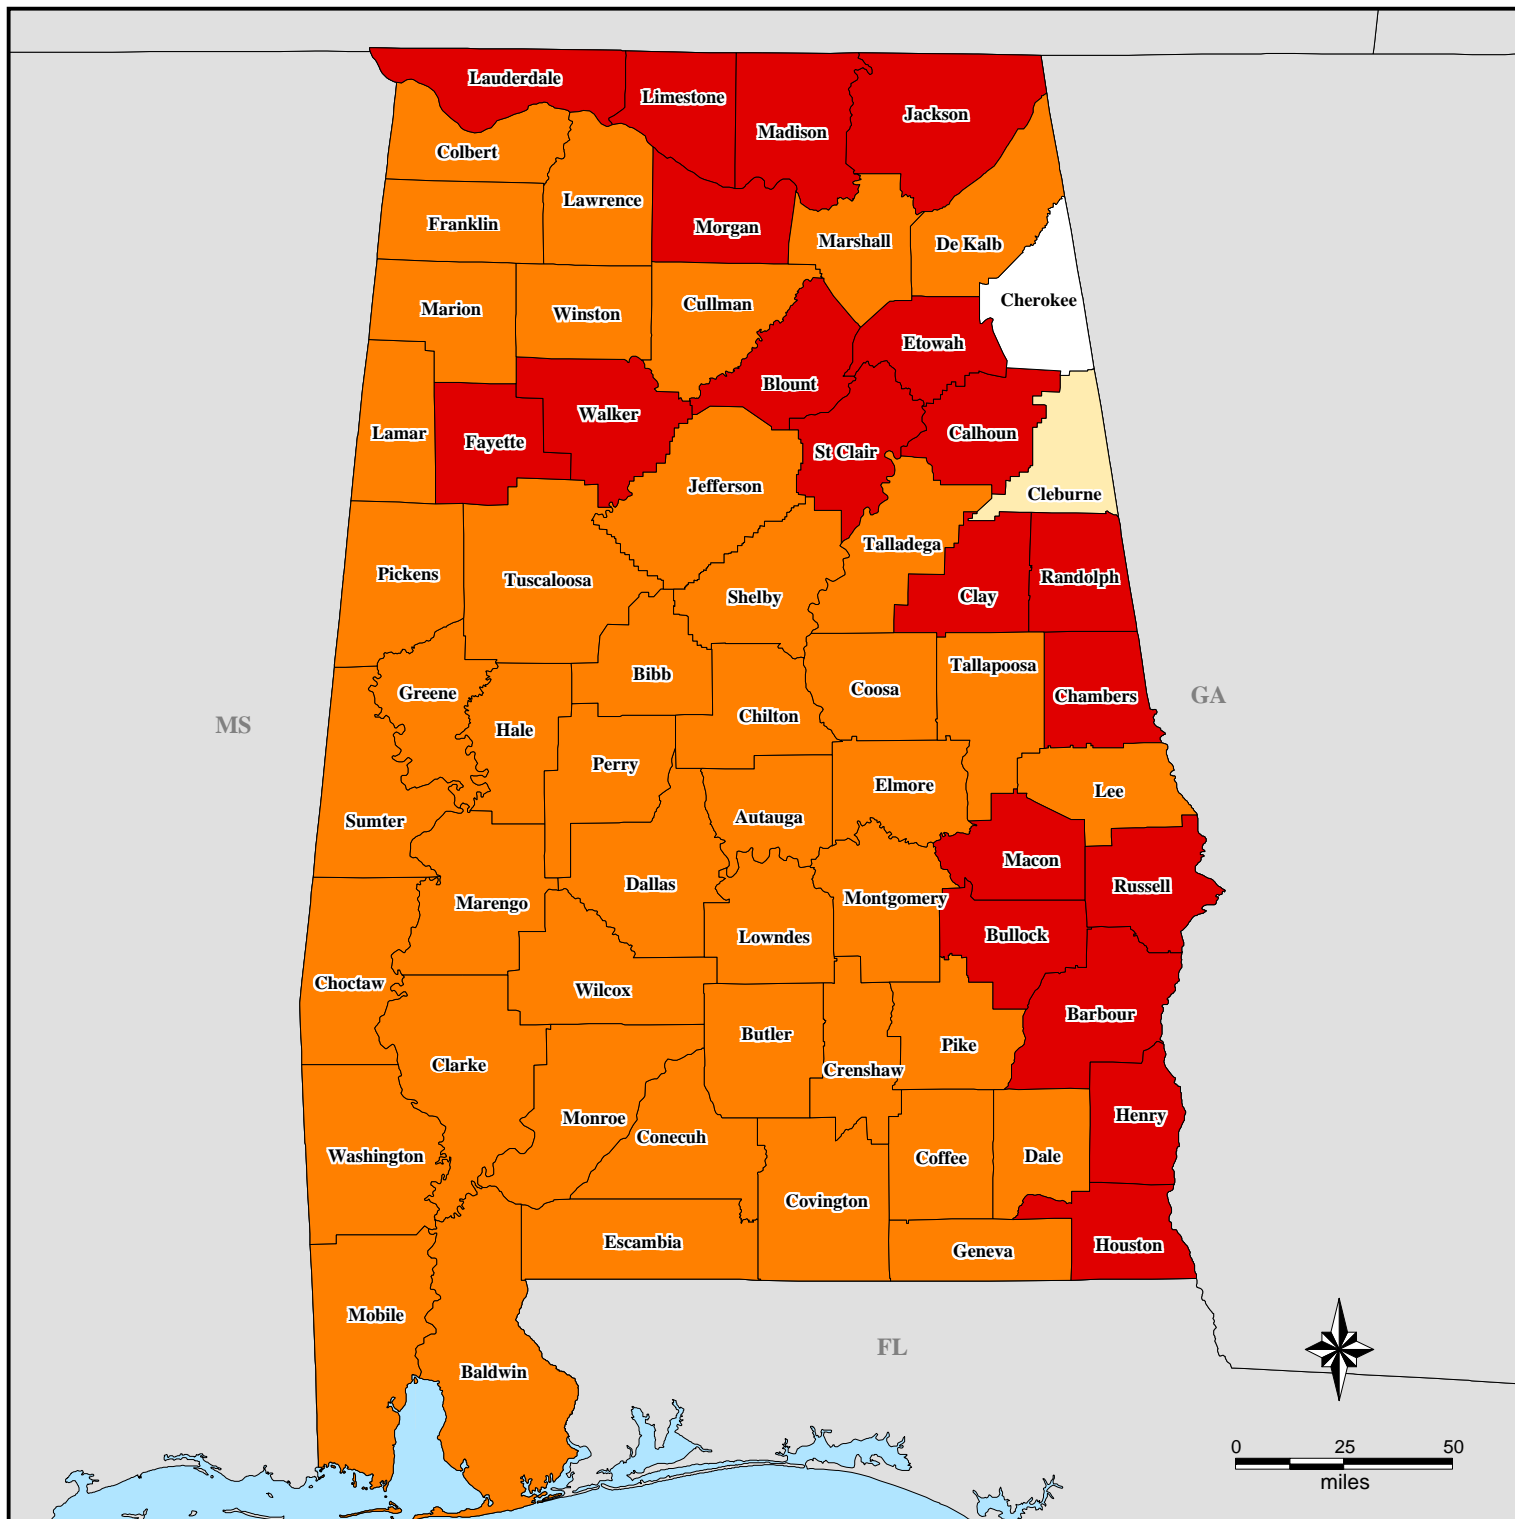 Lauderdale
Limestone
Madison
Jackson
Colbert
Lawrence
Franklin
Morgan
Marshall
De Kalb
Cherokee
Marion
Winston
Cullman
Etowah
Blount
Walker
Lamar
Fayette
Calhoun
St Clair
Jefferson
Cleburne
Talladega
Pickens
Tuscaloosa
Shelby
Clay
Randolph
Bibb
Tallapoosa
Greene
Coosa
Chambers
GA
MS
Hale
Chilton
Perry
Elmore
Lee
Sumter
Autauga
Macon
Dallas
Russell
Marengo
Montgomery
Lowndes
Bullock
Choctaw
Wilcox
Barbour
Butler
Pike
Clarke
Crenshaw
Monroe
Henry
Conecuh
Washington
Coffee
Dale
Covington
Escambia
Geneva
Houston
Mobile
FL
Baldwin
0 25 50
miles